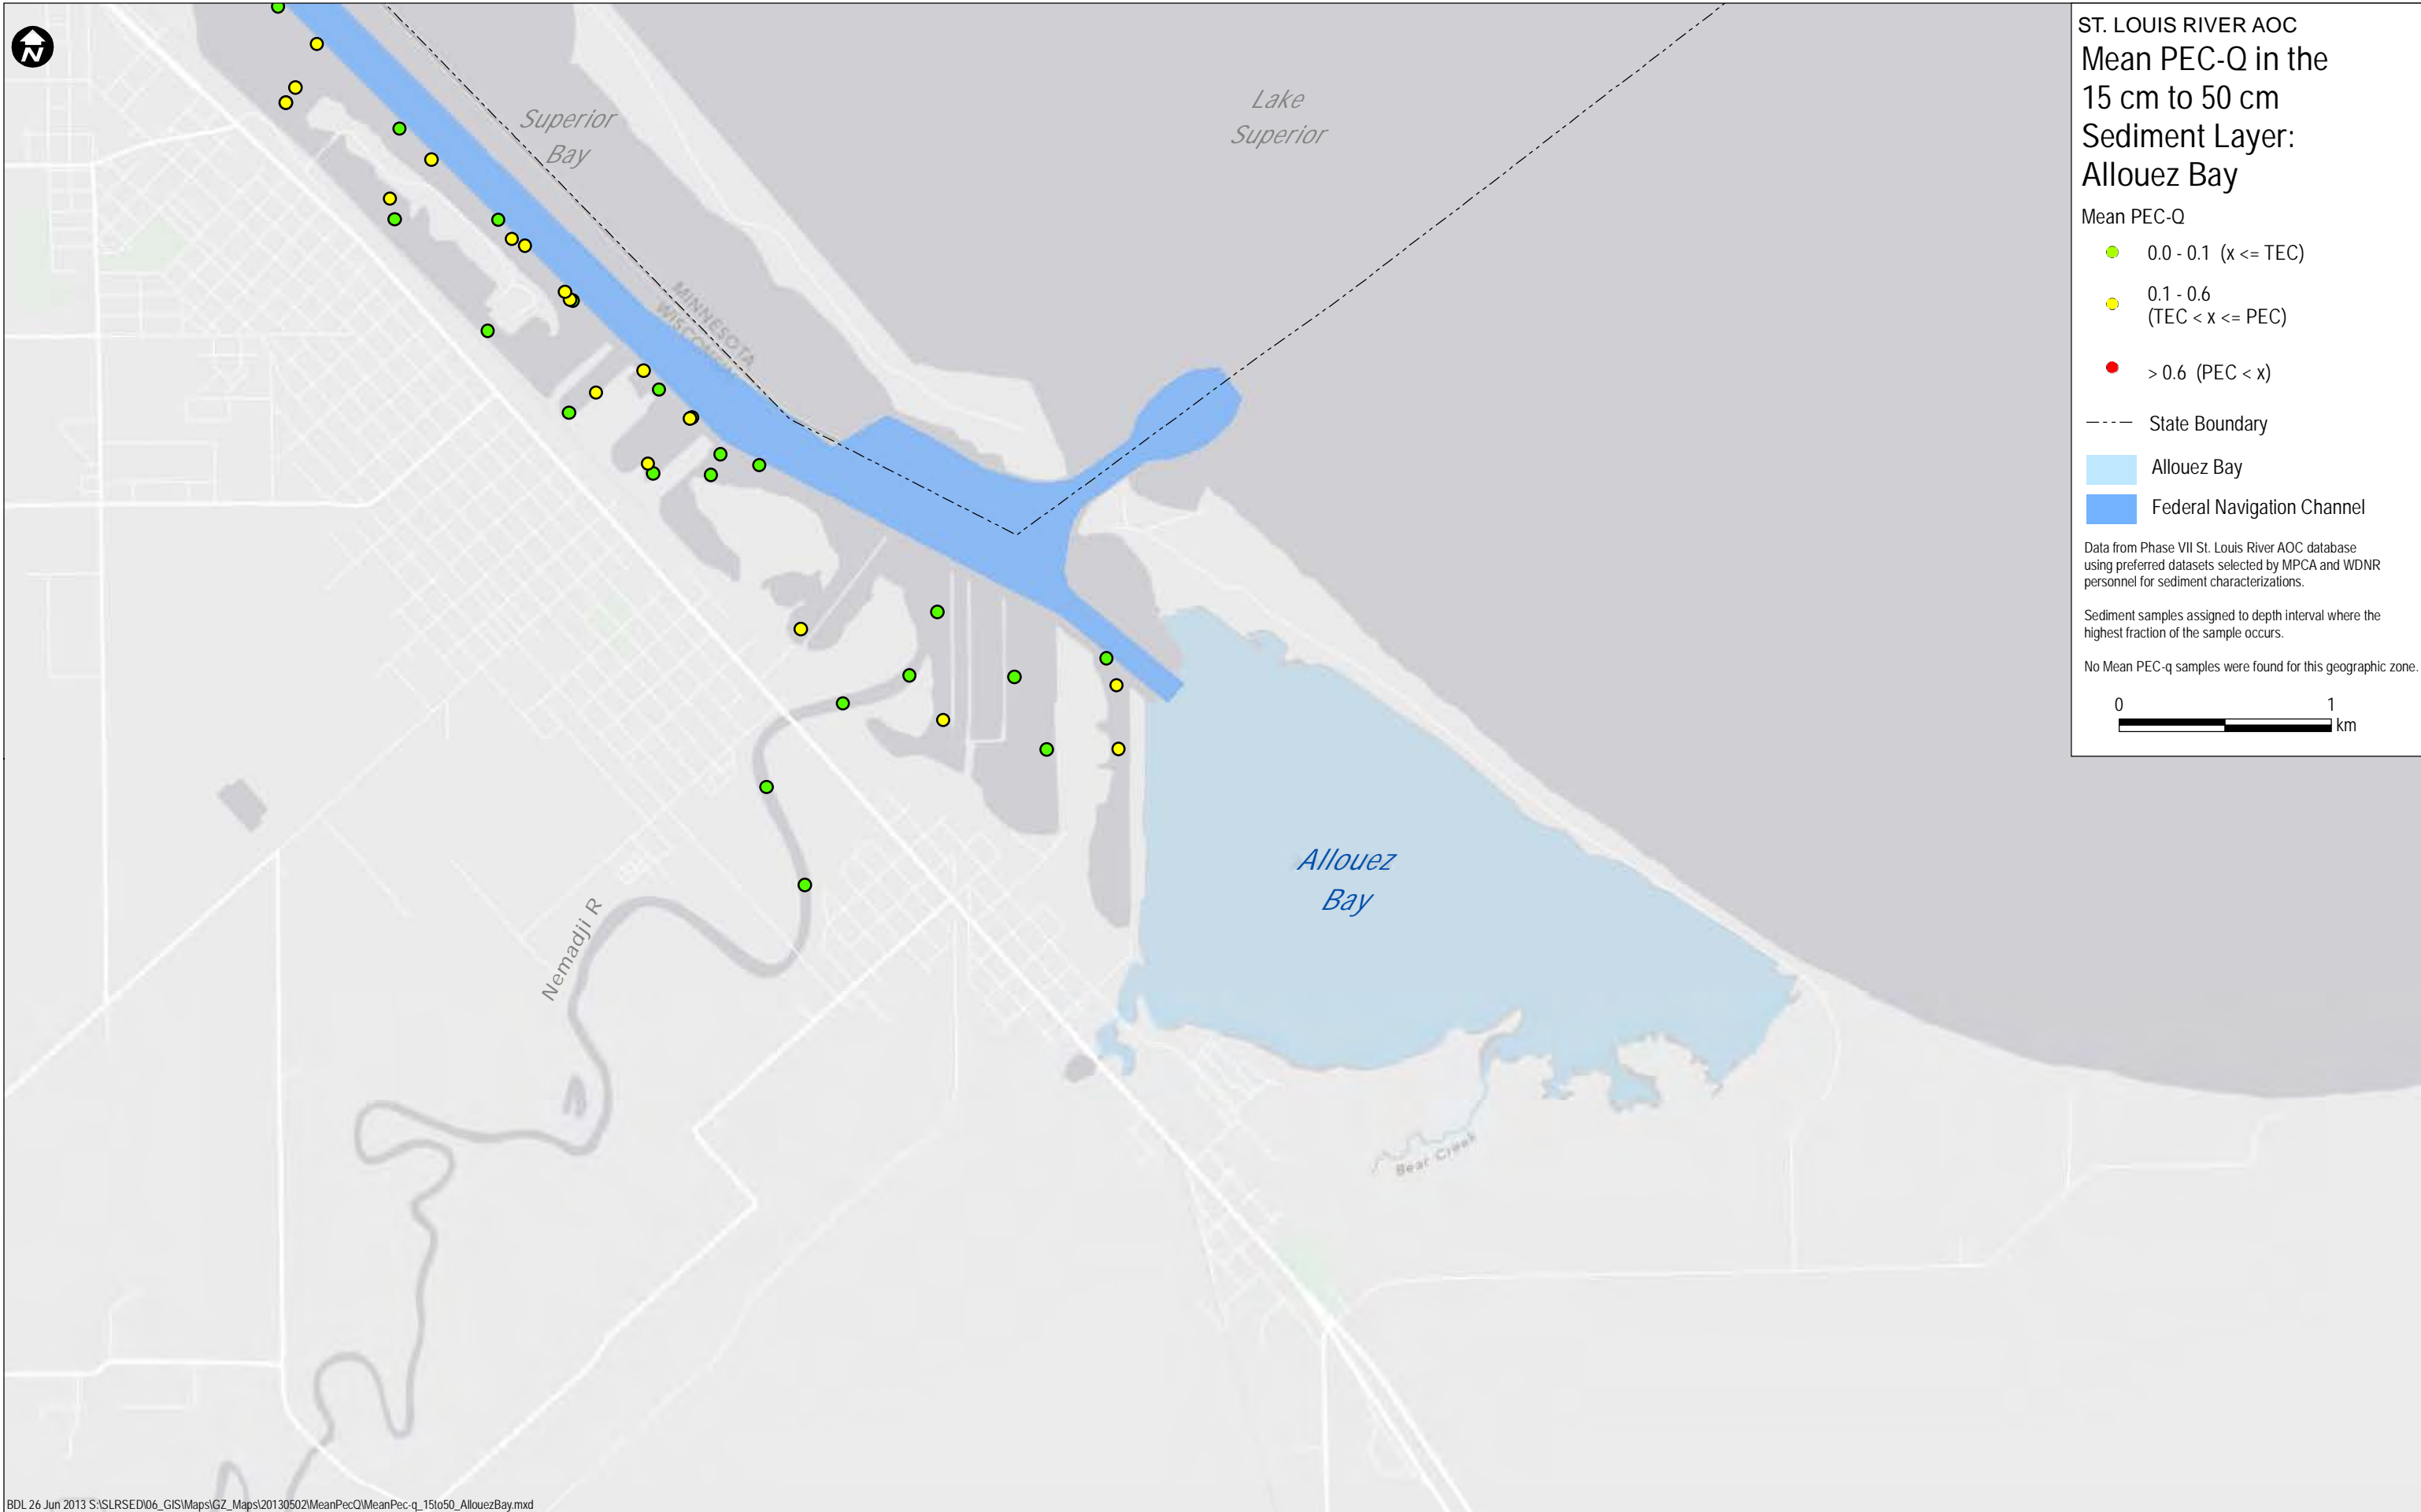 N
ST. LOUIS RIVER AOC
Mean PEC-Q in the
15 cm to 50 cm
Sediment Layer:
Allouez Bay
Mean PEC-Q
0.0 - 0.1 (x <= TEC)
0.1 - 0.6
(TEC < x <= PEC)
> 0.6 (PEC < x)
State Boundary
Allouez Bay
Federal Navigation Channel
Data from Phase VII St. Louis River AOC database
using preferred datasets selected by MPCA and WDNR
personnel for sediment characterizations.
Sediment samples assigned to depth interval where the
highest fraction of the sample occurs.
No Mean PEC-q samples were found for this geographic zone.
0 1
km
Superior
Bay
Lake
Superior
MINNESOTA
WISCONSIN
Allouez
Bay
Nemadji R
Bear Creek
BDL 26 Jun 2013 S:\SLRSED\06_GIS\Maps\GZ_Maps\20130502\MeanPecQ\MeanPec-q_15to50_AllouezBay.mxd